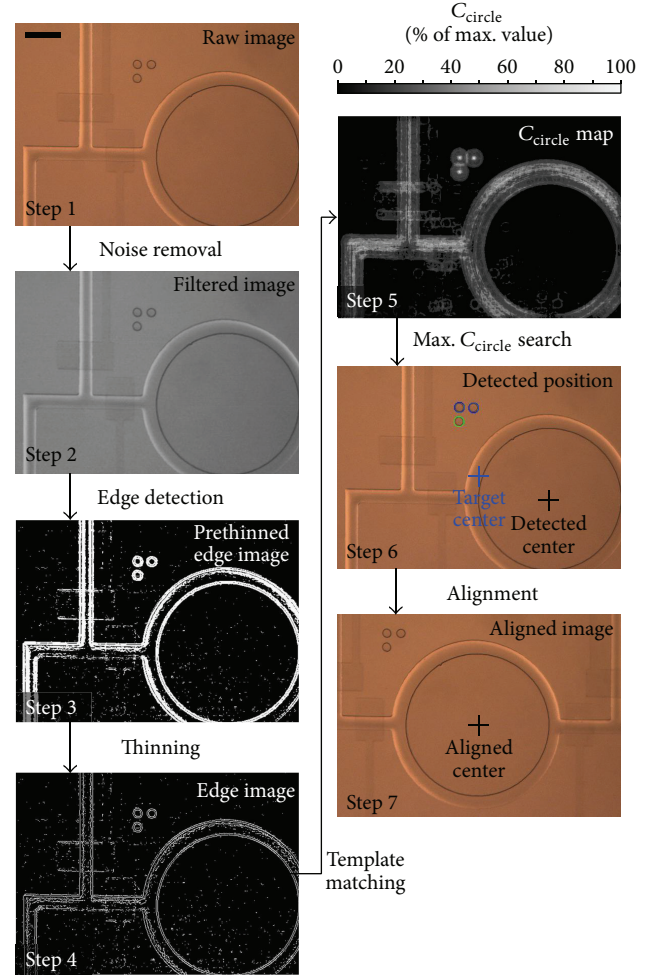 Raw image
Step 1
Noise removal
Filtered image
Step 2
Edge detection
Prethinned
edge image
Step 3
Thinning
Edge image
Step 4
Template
matching
C_circle
(% of max. value)
0 20 40 60 80 100
C_circle map
Step 5
Max. C_circle search
Detected position
Target
center
Detected
center
Step 6
Alignment
Aligned image
Aligned
center
Step 7